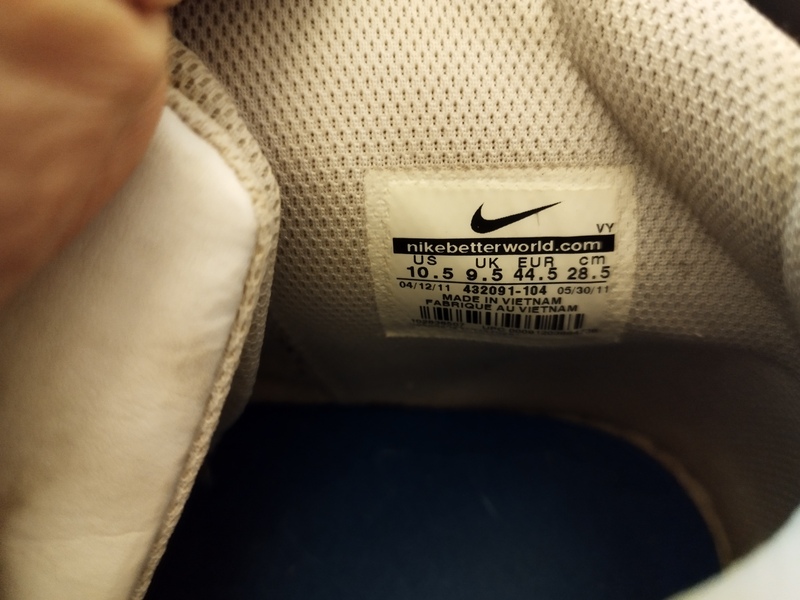 VY
nikebetterworld.com
US UK EUR cm
10.5 9.5 44.5 28.5
04/12/11 432091-104 05/30/11
MADE IN VIETNAM
FABRIQUE AU VIETNAM